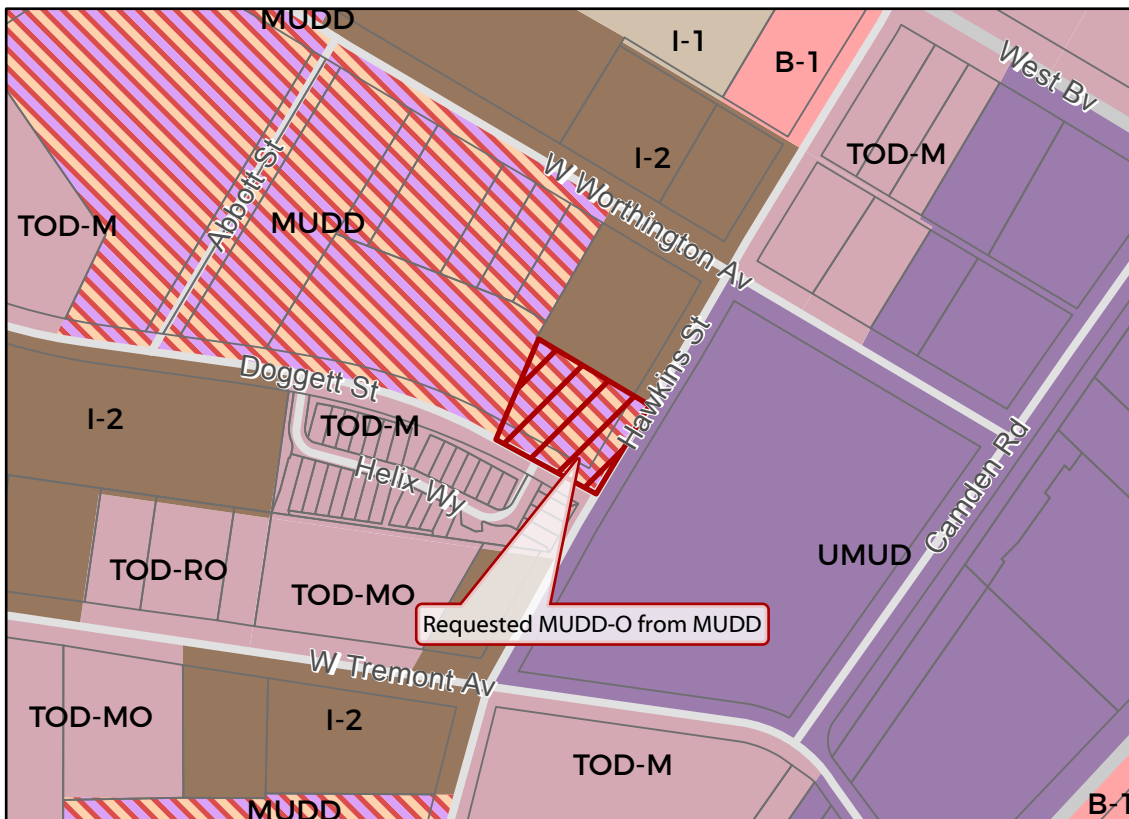 MUDD
I-1
B-1
West Bv
I-2
TOD-M
W Worthington Av
Abbott St
TOD-M
MUDD
Hawkins St
Doggett St
I-2
TOD-M
Helix Wy
Camden Rd
UMUD
TOD-RO
TOD-MO
Requested MUDD-O from MUDD
W Tremont Av
TOD-MO
I-2
TOD-M
MUDD
B-1